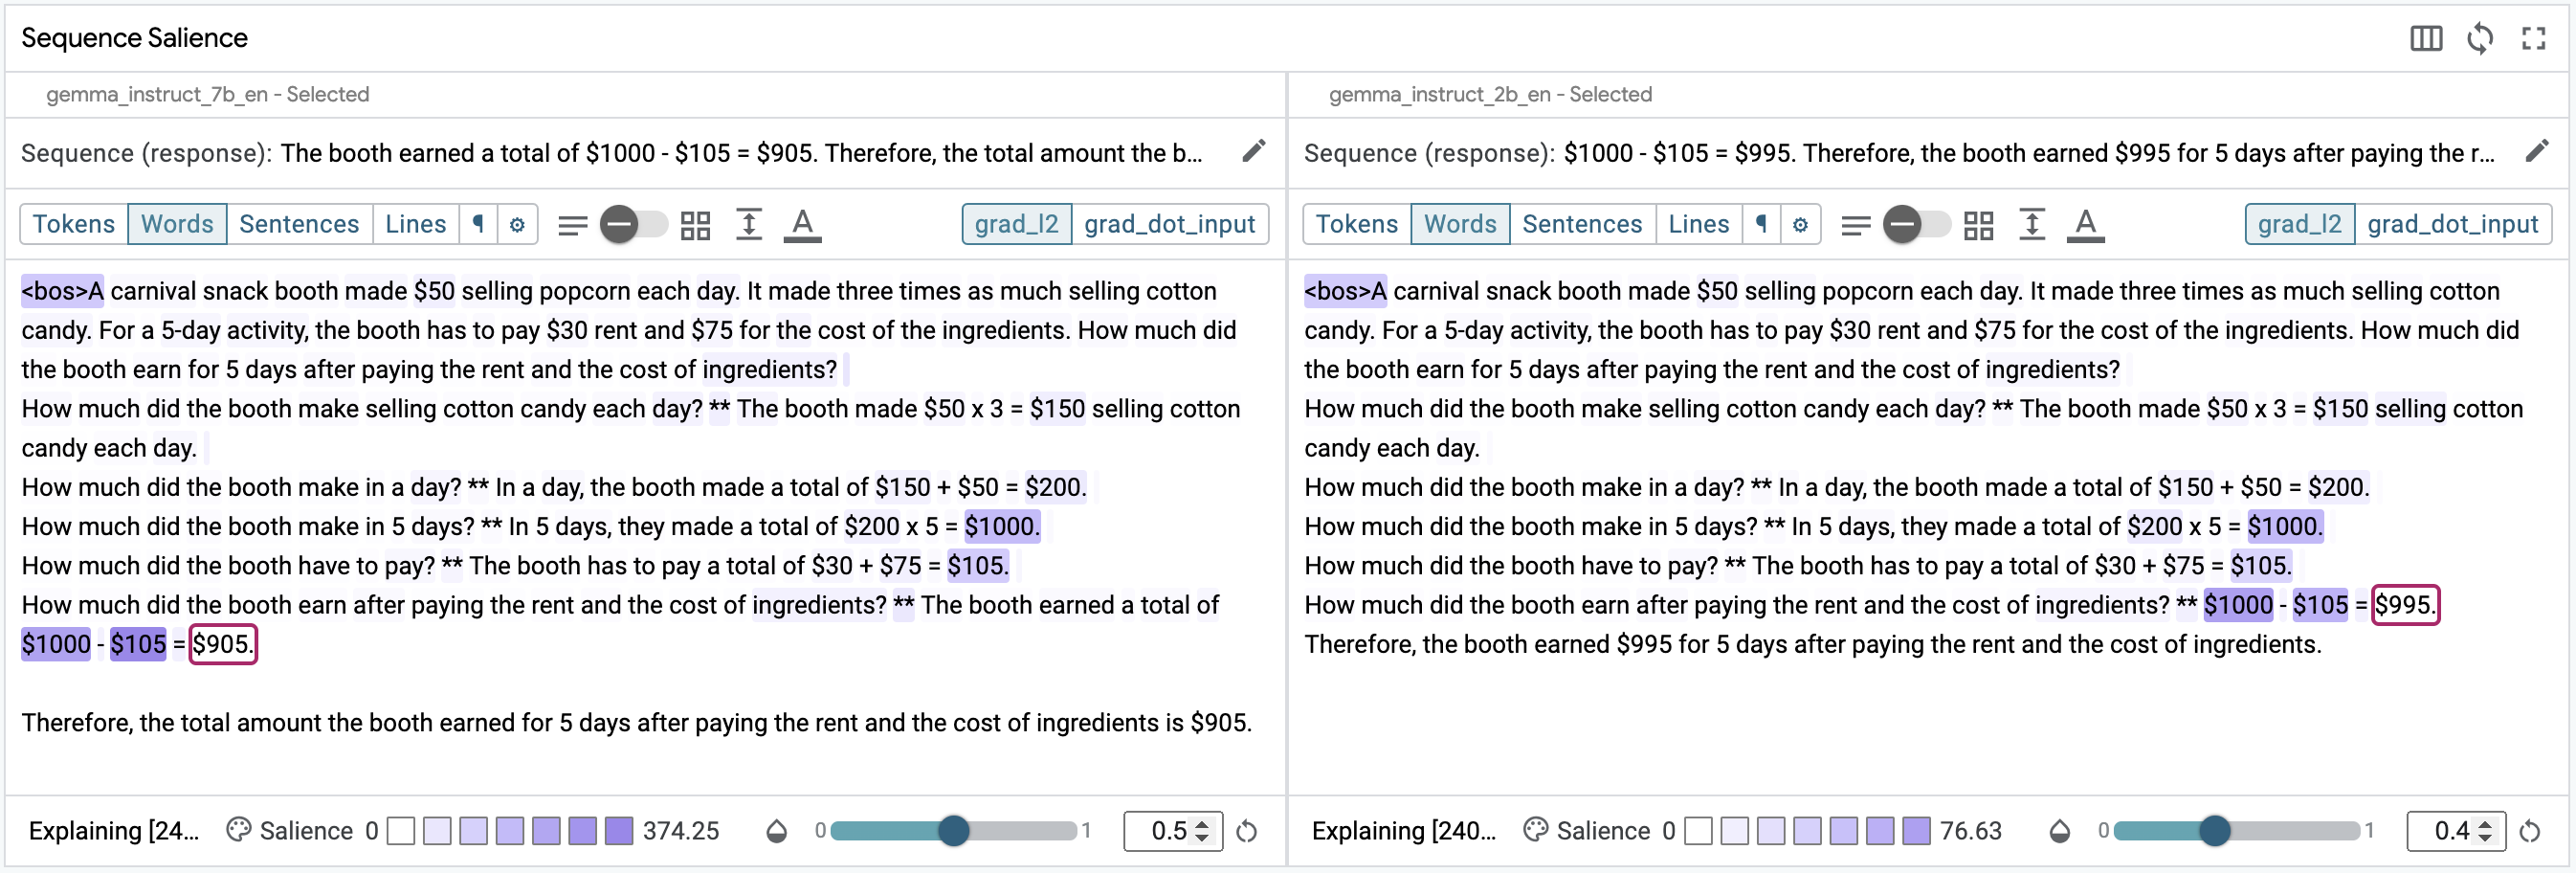 Sequence Salience
gemma_instruct_7b_en - Selected
Sequence (response): The booth earned a total of $1000 - $105 = $905. Therefore, the total amount the b...
Tokens Words Sentences Lines ¶ grad_l2 grad_dot_input
<bos>A carnival snack booth made $50 selling popcorn each day. It made three times as much selling cotton
candy. For a 5-day activity, the booth has to pay $30 rent and $75 for the cost of the ingredients. How much did
the booth earn for 5 days after paying the rent and the cost of ingredients?
How much did the booth make selling cotton candy each day? ** The booth made $50 x 3 = $150 selling cotton
candy each day.
How much did the booth make in a day? ** In a day, the booth made a total of $150 + $50 = $200.
How much did the booth make in 5 days? ** In 5 days, they made a total of $200 x 5 = $1000.
How much did the booth have to pay? ** The booth has to pay a total of $30 + $75 = $105.
How much did the booth earn after paying the rent and the cost of ingredients? ** The booth earned a total of
$1000 - $105 = $905.
Therefore, the total amount the booth earned for 5 days after paying the rent and the cost of ingredients is $905.
Explaining [24... Salience 0 374.25 0 1 0.5
gemma_instruct_2b_en - Selected
Sequence (response): $1000 - $105 = $995. Therefore, the booth earned $995 for 5 days after paying the r...
Tokens Words Sentences Lines ¶ grad_l2 grad_dot_input
<bos>A carnival snack booth made $50 selling popcorn each day. It made three times as much selling cotton
candy. For a 5-day activity, the booth has to pay $30 rent and $75 for the cost of the ingredients. How much did
the booth earn for 5 days after paying the rent and the cost of ingredients?
How much did the booth make selling cotton candy each day? ** The booth made $50 x 3 = $150 selling cotton
candy each day.
How much did the booth make in a day? ** In a day, the booth made a total of $150 + $50 = $200.
How much did the booth make in 5 days? ** In 5 days, they made a total of $200 x 5 = $1000.
How much did the booth have to pay? ** The booth has to pay a total of $30 + $75 = $105.
How much did the booth earn after paying the rent and the cost of ingredients? ** $1000 - $105 = $995.
Therefore, the booth earned $995 for 5 days after paying the rent and the cost of ingredients.
Explaining [240... Salience 0 76.63 0 1 0.4